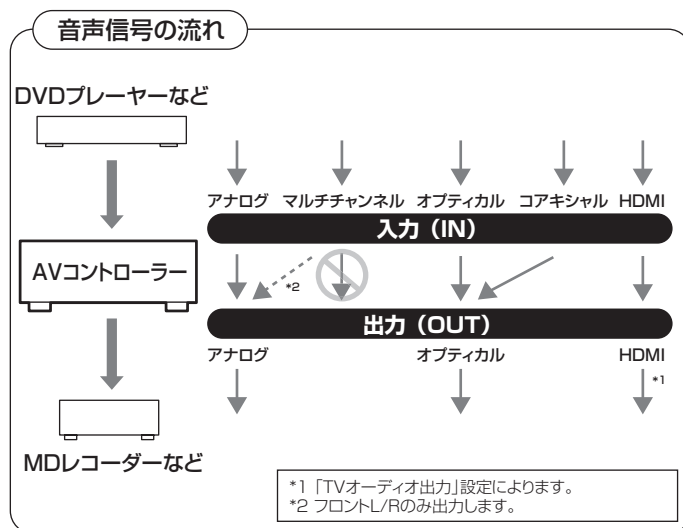 音声信号の流れ
DVDプレーヤーなど
アナログ マルチチャンネル オプティカル コアキシャル HDMI
入力（IN）
AVコントローラー
*2
出力（OUT）
アナログ オプティカル HDMI
*1
MDレコーダーなど
*1「TVオーディオ出力」設定によります。
*2 フロントL/Rのみ出力します。